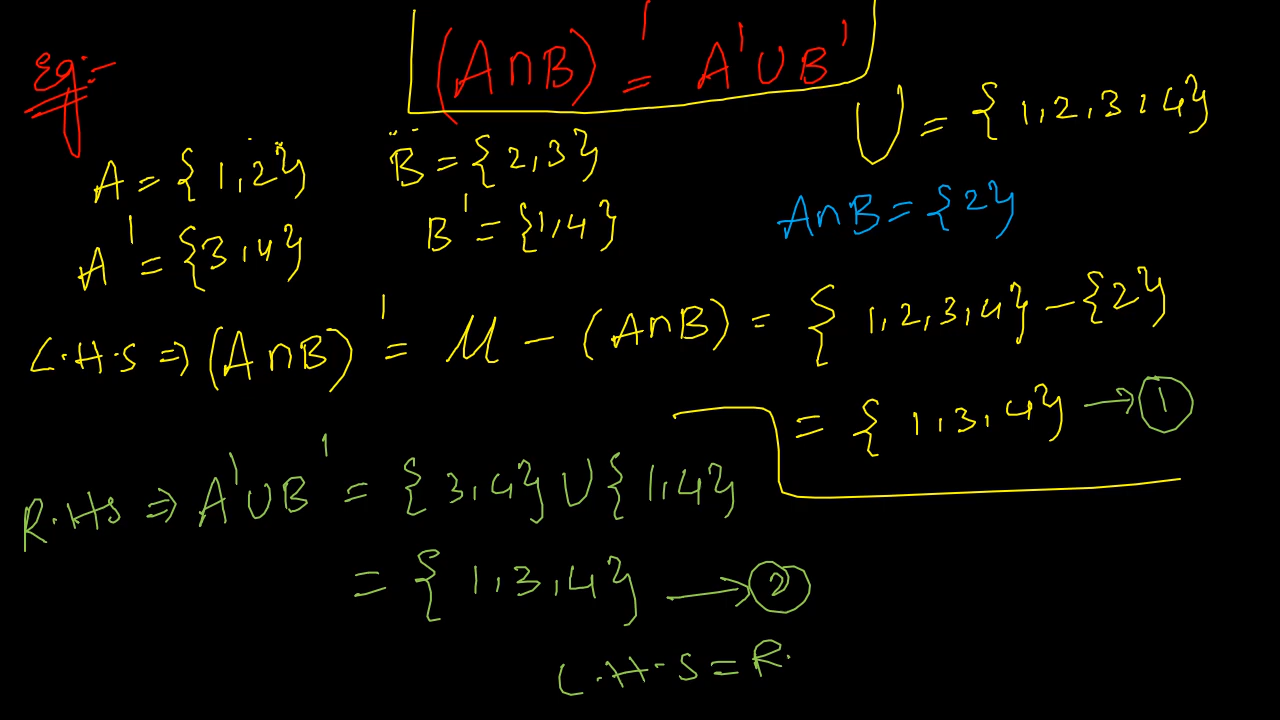 Eg:-
(A∩B)' = A'∪B'
U = {1,2,3,4}
A = {1,2} B = {2,3}
A∩B = {2}
A' = {3,4} B' = {1,4}
L.H.S ⇒ (A∩B)' = U - (A∩B) = {1,2,3,4} - {2}
= {1,3,4} → ①
R.HS ⇒ A'∪B' = {3,4} ∪ {1,4}
= {1,3,4} → ②
L.H.S = R.